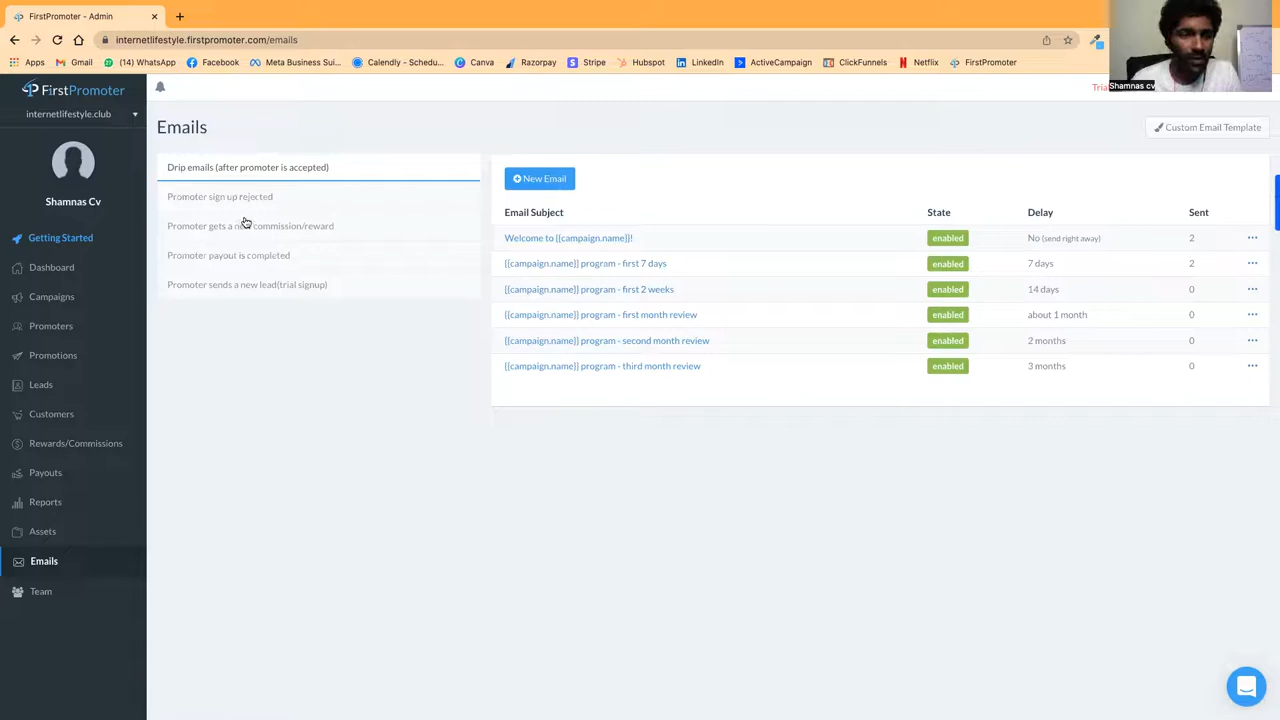 FirstPromoter - Admin
internetlifestyle.firstpromoter.com/emails
Apps
Gmail
(14) WhatsApp
Facebook
Meta Business Sui...
Calendly - Schedu...
Canva
Razorpay
Stripe
Hubspot
LinkedIn
ActiveCampaign
ClickFunnels
Netflix
FirstPromoter
Shamnas cv
FirstPromoter
Tria
internetlifestyle.club
Emails
Custom Email Template
Shamnas Cv
Getting Started
Dashboard
Campaigns
Promoters
Promotions
Leads
Customers
Rewards/Commissions
Payouts
Reports
Assets
Emails
Team
Drip emails (after promoter is accepted)
Promoter sign up rejected
Promoter gets a new commission/reward
Promoter payout is completed
Promoter sends a new lead(trial signup)
New Email
Email Subject State Delay Sent
Welcome to {{campaign.name}}! enabled No (send right away) 2
{{campaign.name}} program - first 7 days enabled 7 days 2
{{campaign.name}} program - first 2 weeks enabled 14 days 0
{{campaign.name}} program - first month review enabled about 1 month 0
{{campaign.name}} program - second month review enabled 2 months 0
{{campaign.name}} program - third month review enabled 3 months 0